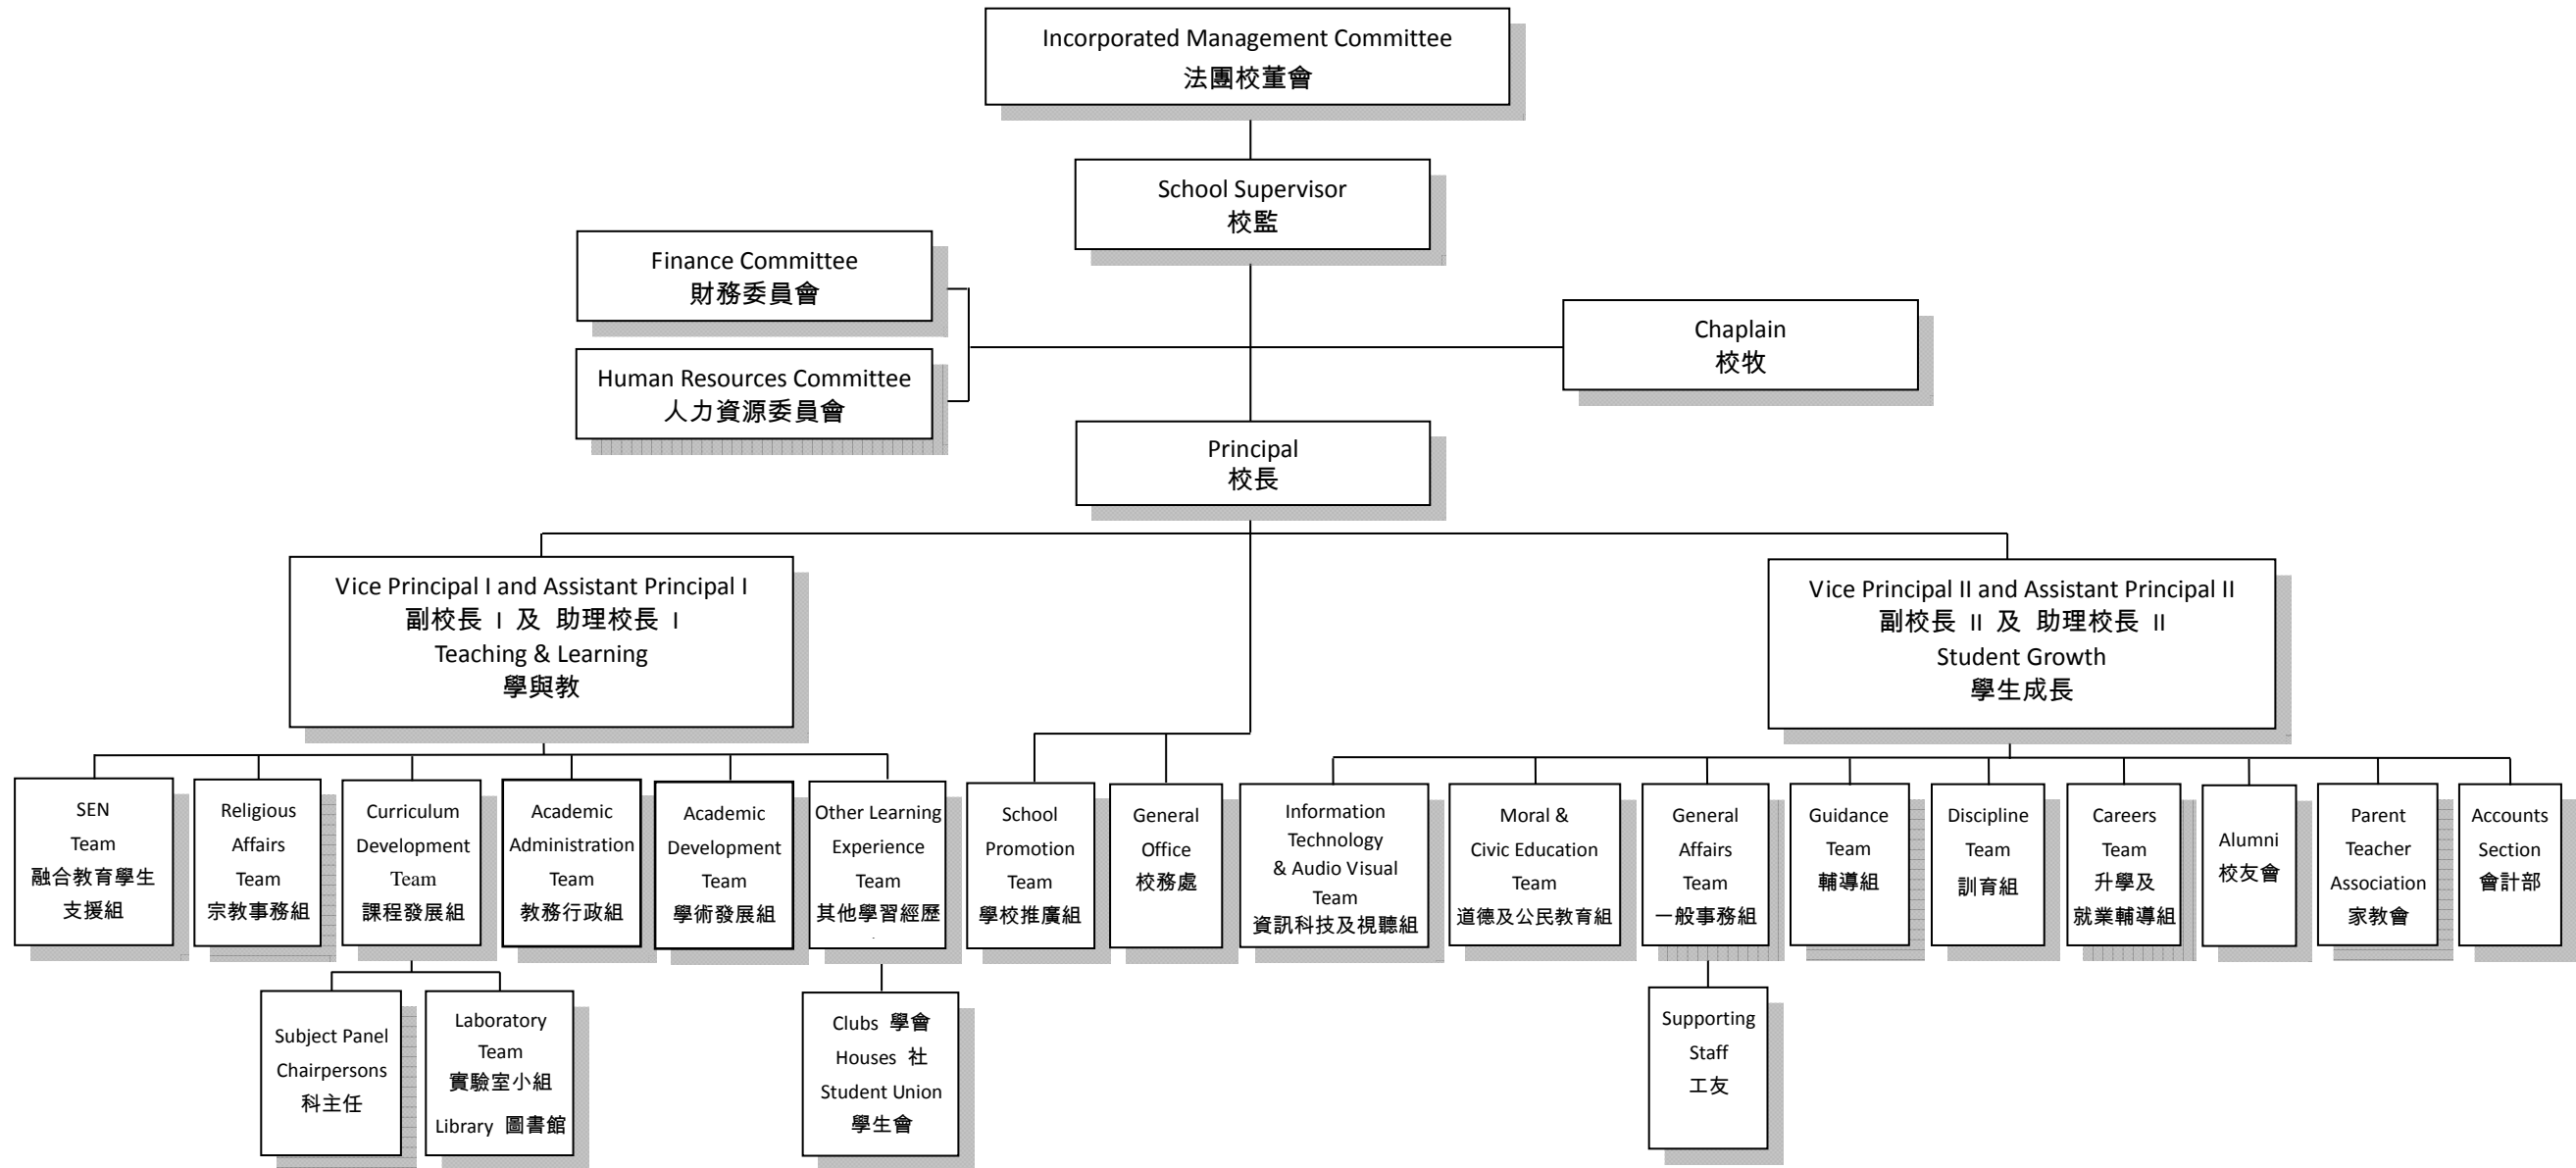 Incorporated Management Committee
法團校董會
School Supervisor
校監
Finance Committee
財務委員會
Human Resources Committee
人力資源委員會
Chaplain
校牧
Principal
校長
Vice Principal I and Assistant Principal I
副校長 I 及 助理校長 I
Teaching & Learning
學與教
Vice Principal II and Assistant Principal II
副校長 II 及 助理校長 II
Student Growth
學生成長
SEN
Team
融合教育學生
支援組
Religious
Affairs
Team
宗教事務組
Curriculum
Development
Team
課程發展組
Academic
Administration
Team
教務行政組
Academic
Development
Team
學術發展組
Other Learning
Experience
Team
其他學習經歷
School
Promotion
Team
學校推廣組
General
Office
校務處
Information
Technology
& Audio Visual
Team
資訊科技及視聽組
Moral &
Civic Education
Team
道德及公民教育組
General
Affairs
Team
一般事務組
Guidance
Team
輔導組
Discipline
Team
訓育組
Careers
Team
升學及
就業輔導組
Alumni
校友會
Parent
Teacher
Association
家教會
Accounts
Section
會計部
Subject Panel
Chairpersons
科主任
Laboratory
Team
實驗室小組
Library 圖書館
Clubs 學會
Houses 社
Student Union
學生會
Supporting
Staff
工友